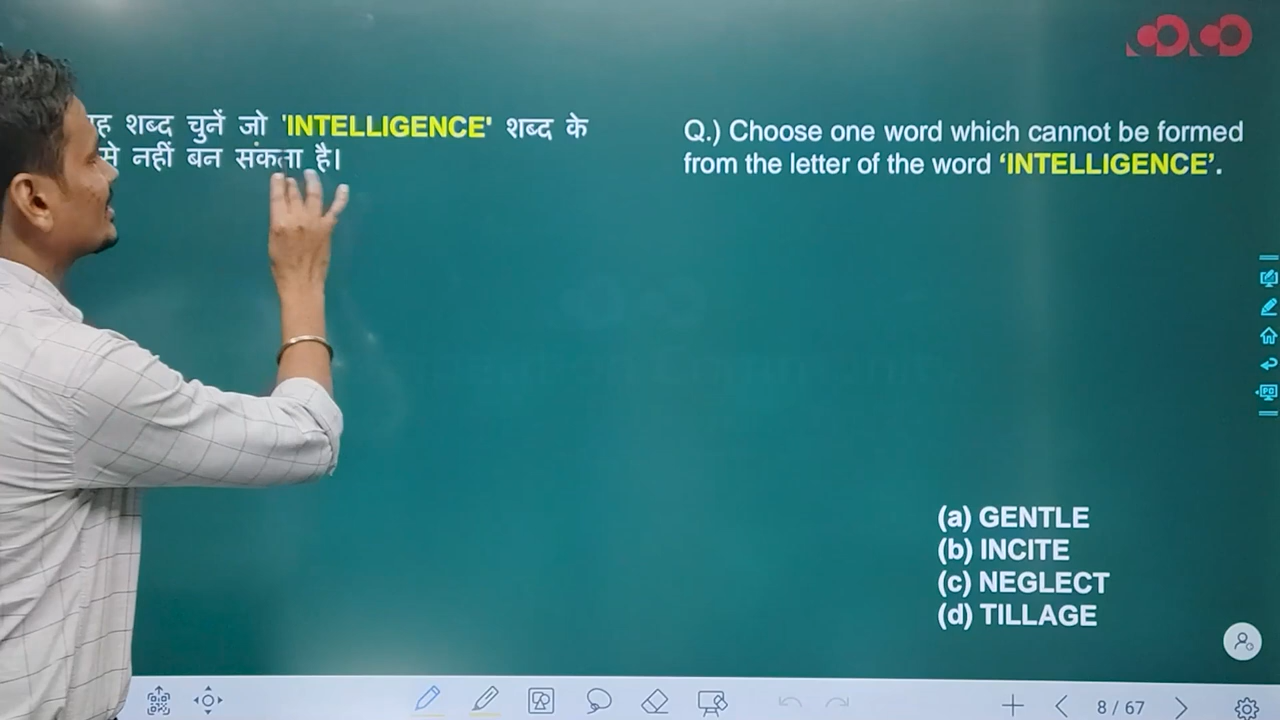 शब्द चुनें जो 'INTELLIGENCE' शब्द के
से नहीं बन सकता है।
Q.) Choose one word which cannot be formed
from the letter of the word ‘INTELLIGENCE’.
(a) GENTLE
(b) INCITE
(c) NEGLECT
(d) TILLAGE
8 / 67